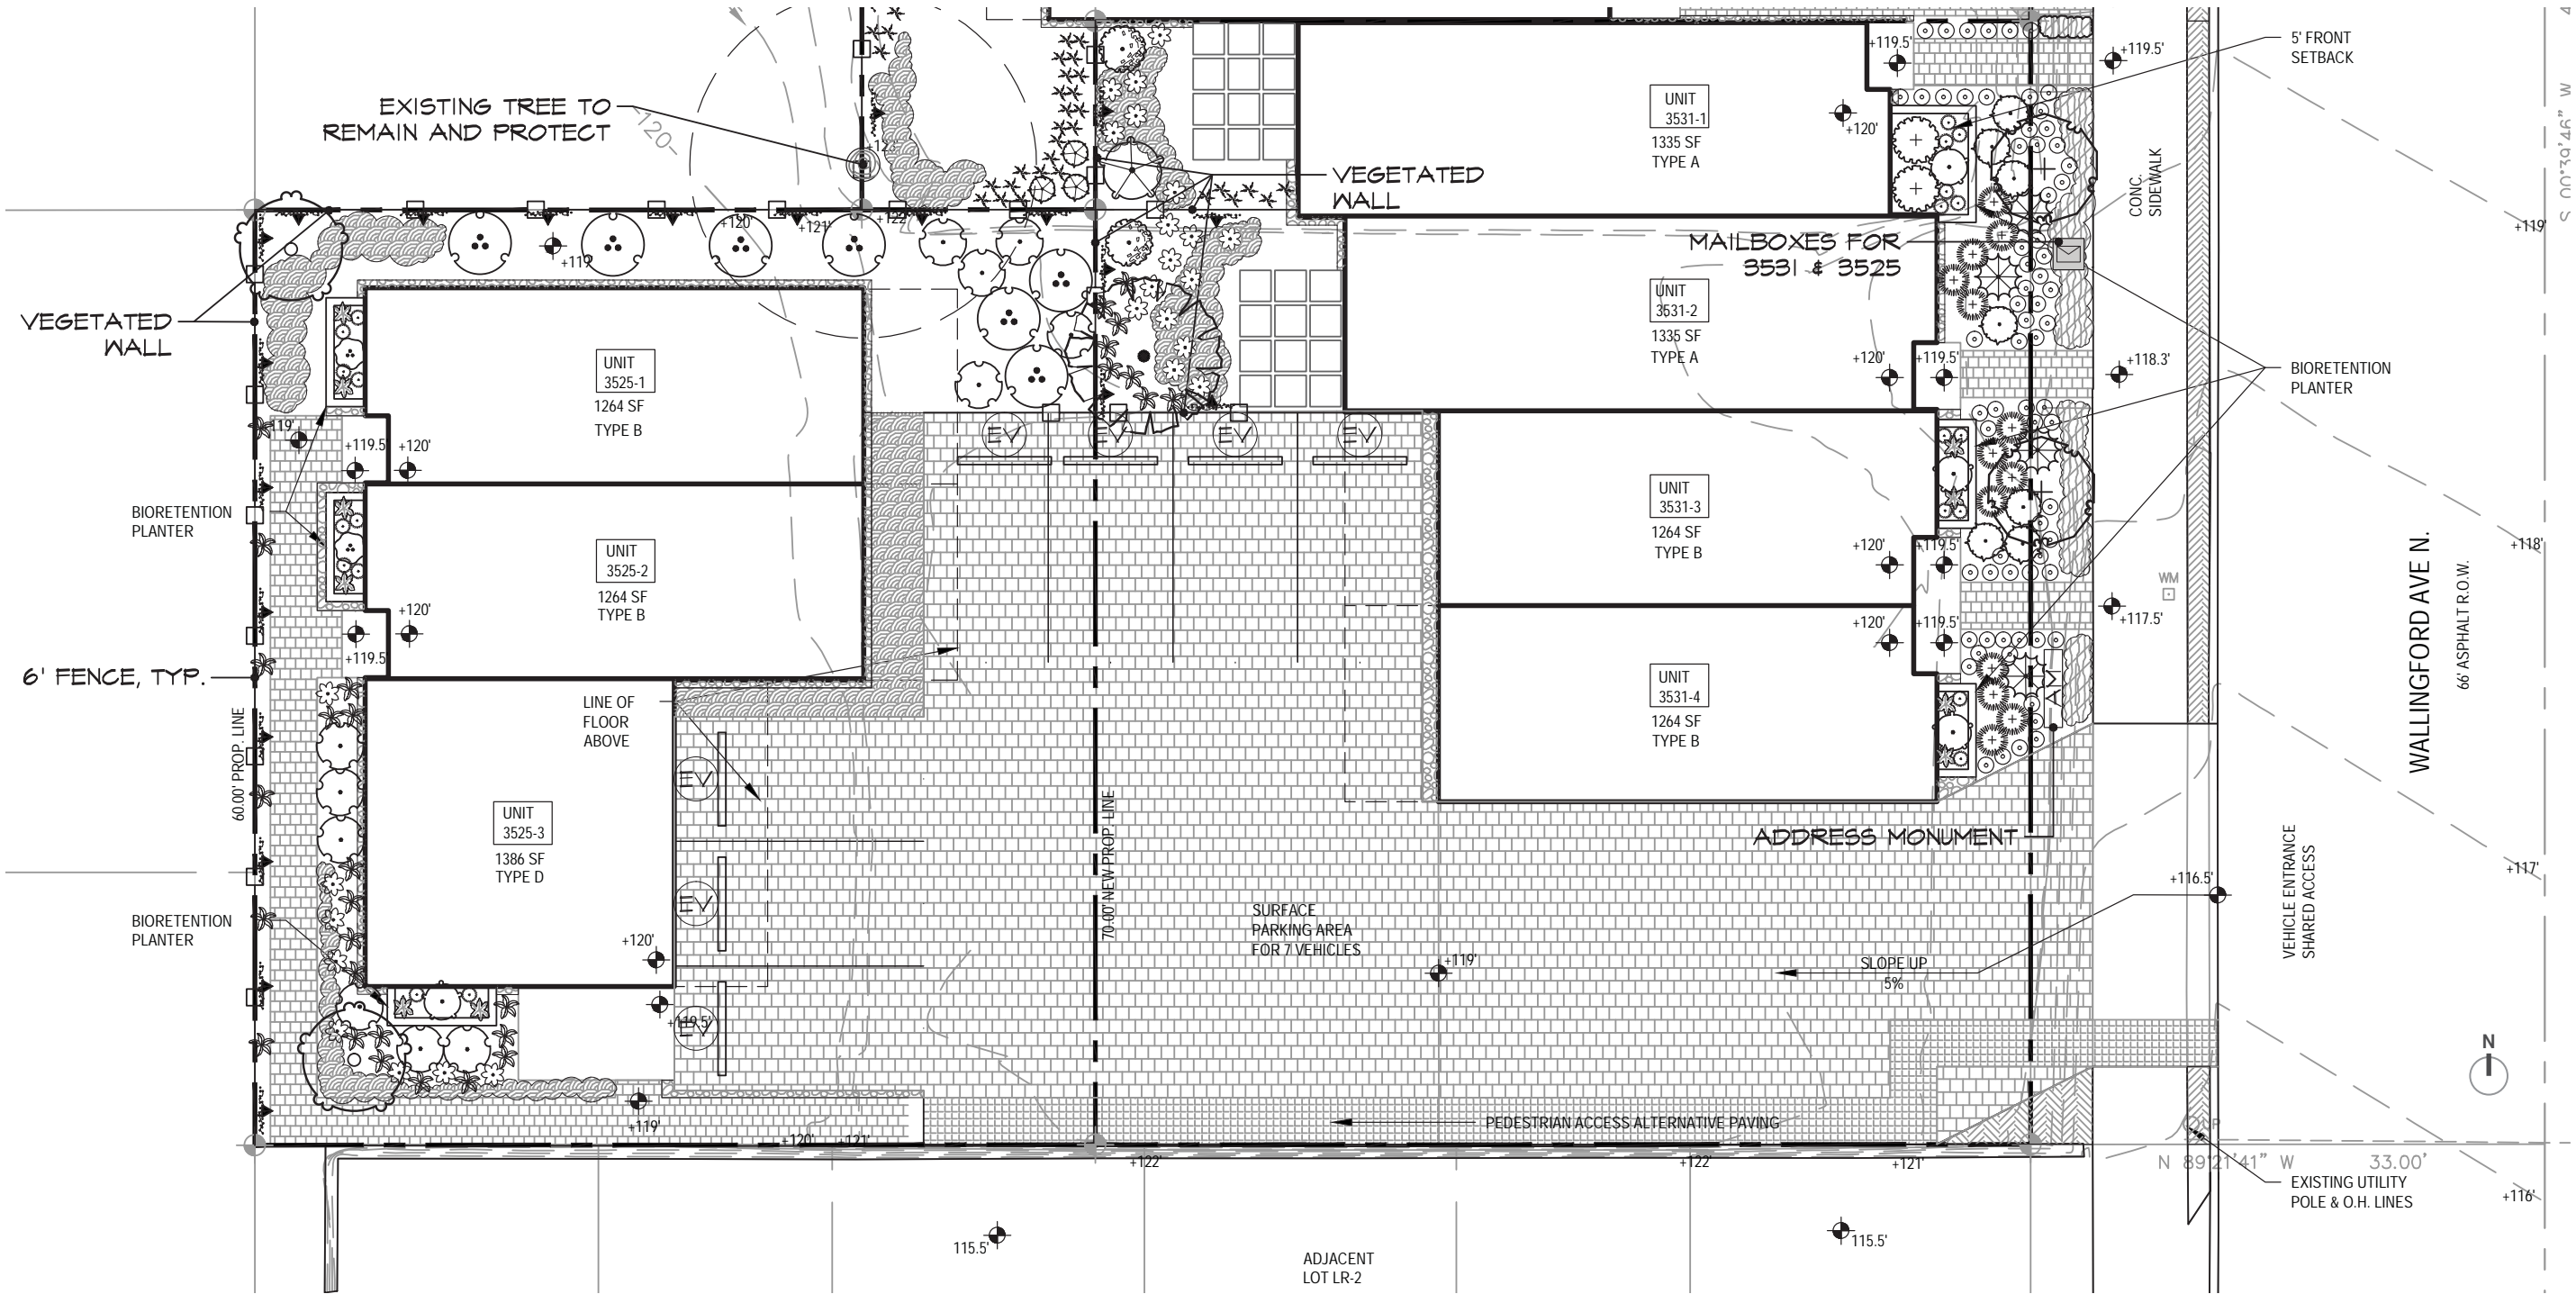 +119.5'
+119.5'
5' FRONT
SETBACK
EXISTING TREE TO
REMAIN AND PROTECT
-120-
UNIT
3531-1
1335 SF
TYPE A
+120'
VEGETATED
WALL
CONC.
SIDEWALK
S 00°39'46" W
+120'
+121'
+122'
+119'
+119'
MAILBOXES FOR
3531 & 3525
UNIT
3531-2
1335 SF
TYPE A
VEGETATED
WALL
UNIT
3525-1
1264 SF
TYPE B
+120'
+119.5'
+118.3'
BIORETENTION
PLANTER
119'
+119.5'
+120'
EV
EV
EV
EV
BIORETENTION
PLANTER
UNIT
3531-3
1264 SF
TYPE B
+120'
+119.5'
UNIT
3525-2
1264 SF
TYPE B
+120'
+119.5'
+118'
WM
+117.5'
WALLINGFORD AVE N.
66' ASPHALT R.O.W.
+120'
+119.5'
6' FENCE, TYP.
60.00' PROP. LINE
LINE OF
FLOOR
ABOVE
UNIT
3531-4
1264 SF
TYPE B
EV
UNIT
3525-3
1386 SF
TYPE D
70.00' NEW PROP. LINE
ADDRESS MONUMENT
+117'
+116.5'
VEHICLE ENTRANCE
SHARED ACCESS
EV
BIORETENTION
PLANTER
SURFACE
PARKING AREA
FOR 7 VEHICLES
+120'
+119'
SLOPE UP
5%
+119.5'
EV
N
+119'
+120'
+121'
PEDESTRIAN ACCESS ALTERNATIVE PAVING
+122'
+122'
+121'
N 89°21'41" W
33.00'
EXISTING UTILITY
POLE & O.H. LINES
+116'
115.5'
+115.5'
ADJACENT
LOT LR-2